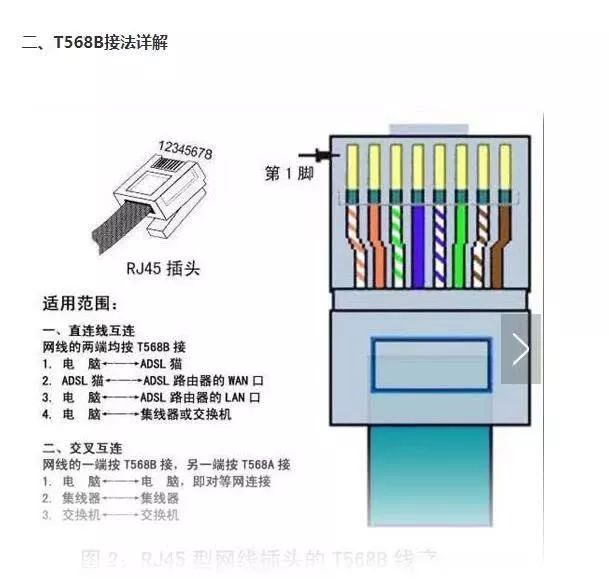 二、T568B接法详解
12345678
第1脚
RJ45 插头
适用范围：
一、直连线互连
网线的两端均按 T568B 接
1. 电　脑←→ADSL 猫
2. ADSL 猫←→ADSL 路由器的 WAN 口
3. 电　脑←→ADSL 路由器的 LAN 口
4. 电　脑←→集线器或交换机
二、交叉互连
网线的一端按 T568B 接，另一端按 T568A 接
1. 电　脑←→电　脑，即对等网连接
2. 集线器←→集线器
3. 交换机←→交换机
图 2：RJ45 型网线插头的 T568B 线序